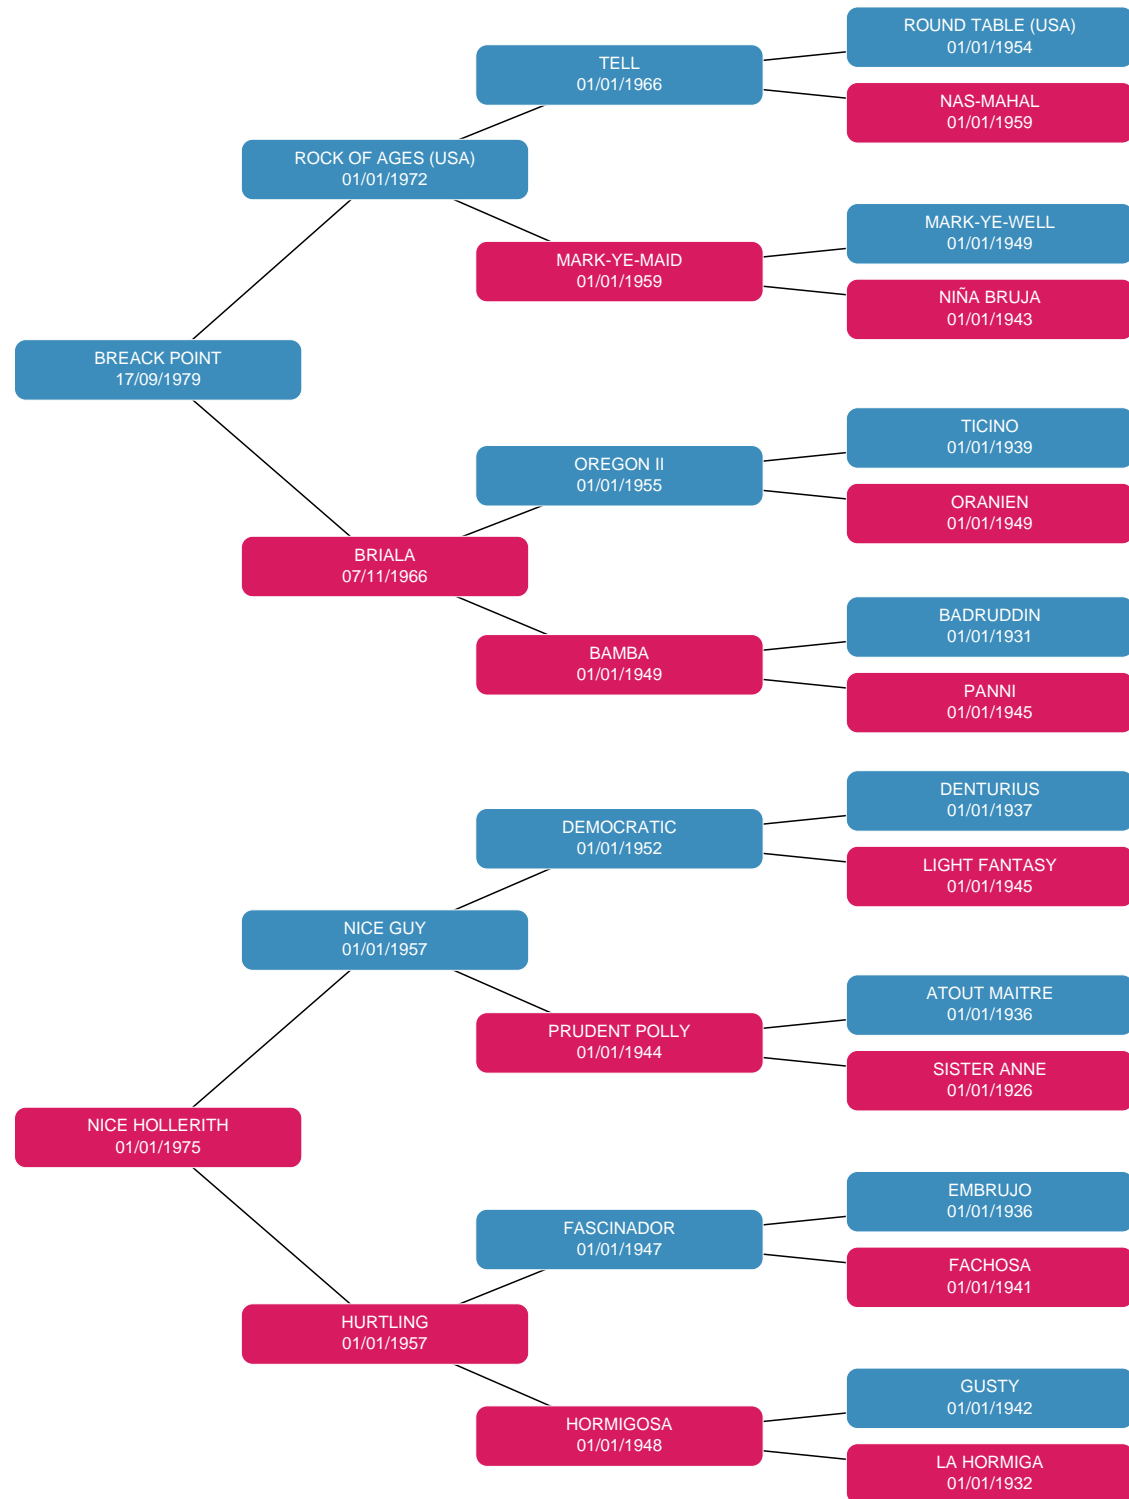 ROUND TABLE (USA)
01/01/1954
TELL
01/01/1966
NAS-MAHAL
01/01/1959
ROCK OF AGES (USA)
01/01/1972
MARK-YE-WELL
01/01/1949
MARK-YE-MAID
01/01/1959
NIÑA BRUJA
01/01/1943
BREACK POINT
17/09/1979
TICINO
01/01/1939
OREGON II
01/01/1955
ORANIEN
01/01/1949
BRIALA
07/11/1966
BADRUDDIN
01/01/1931
BAMBA
01/01/1949
PANNI
01/01/1945
DENTURIUS
01/01/1937
DEMOCRATIC
01/01/1952
LIGHT FANTASY
01/01/1945
NICE GUY
01/01/1957
ATOUT MAITRE
01/01/1936
PRUDENT POLLY
01/01/1944
SISTER ANNE
01/01/1926
NICE HOLLERITH
01/01/1975
EMBRUJO
01/01/1936
FASCINADOR
01/01/1947
FACHOSA
01/01/1941
HURTLING
01/01/1957
GUSTY
01/01/1942
HORMIGOSA
01/01/1948
LA HORMIGA
01/01/1932